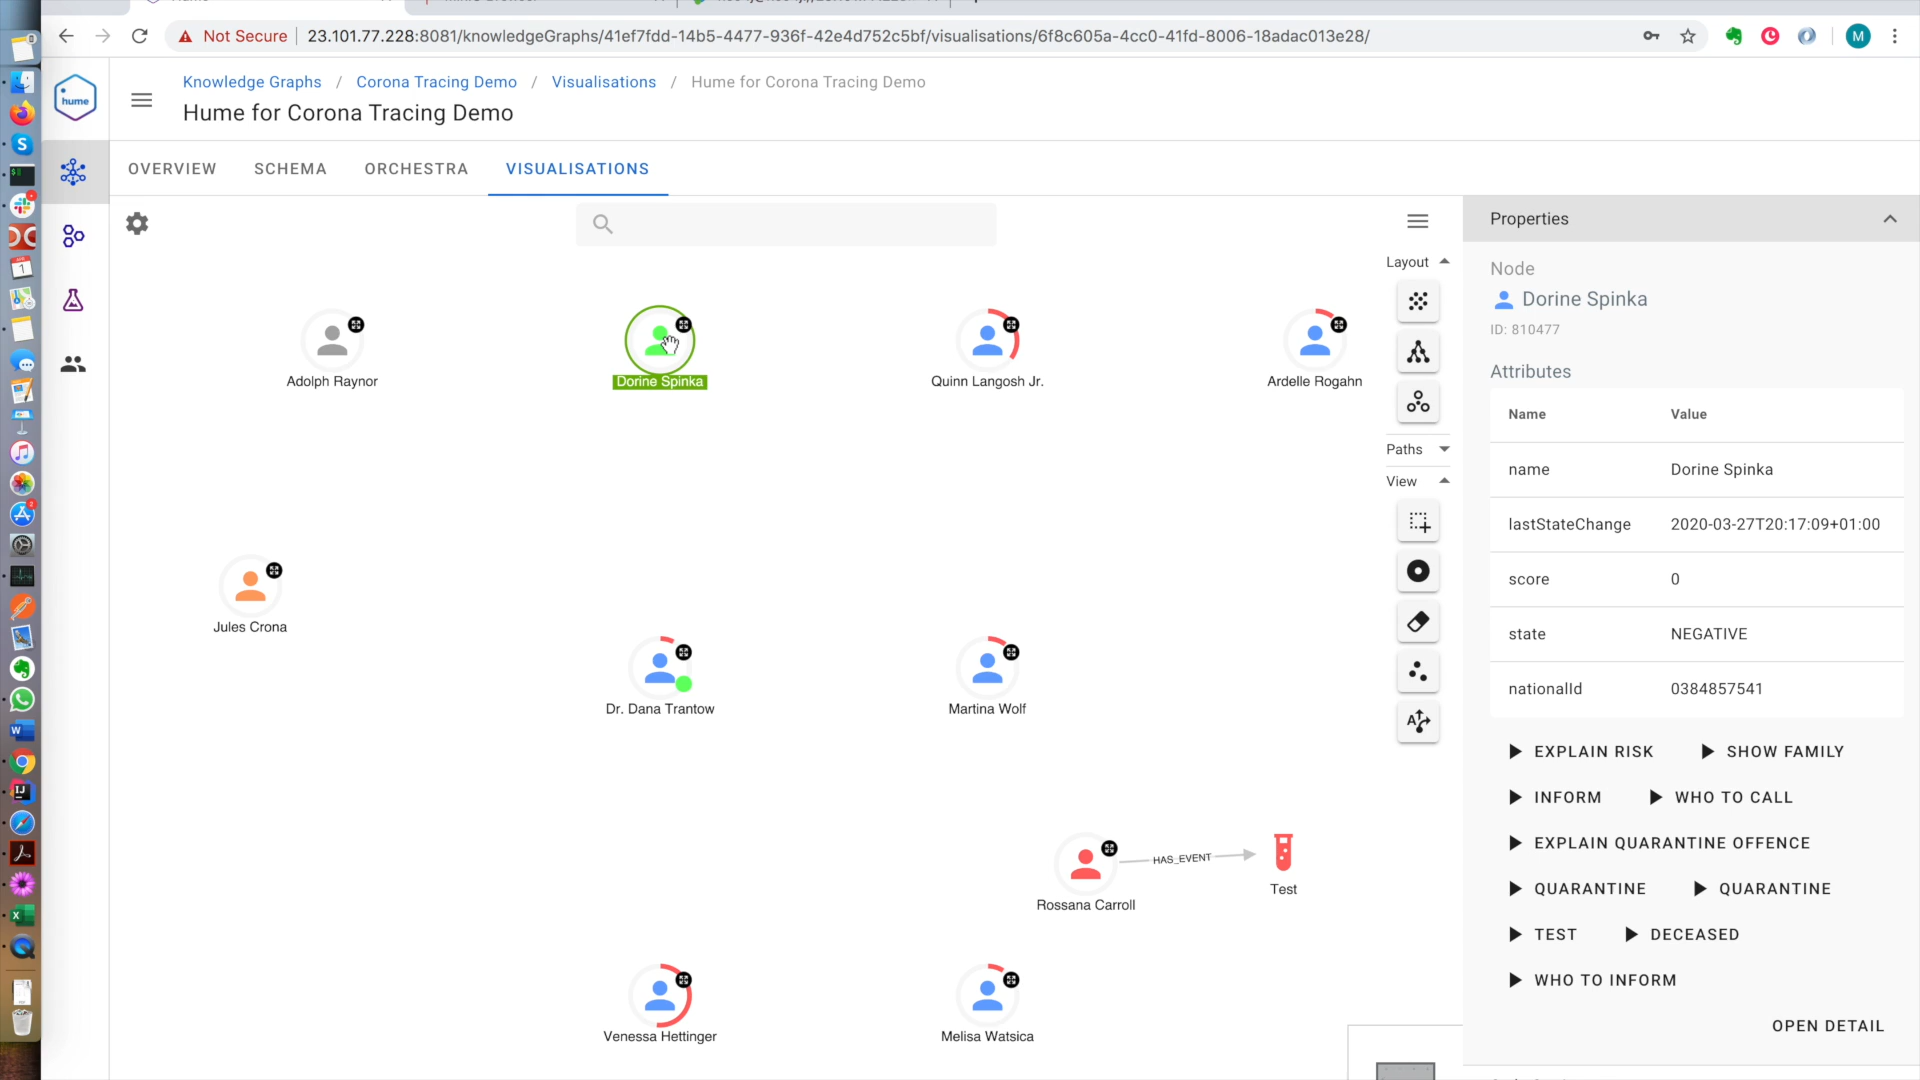 Not Secure 23.101.77.228:8081/knowledgeGraphs/41ef7fdd-14b5-4477-936f-42e4d752c5bf/visualisations/6f8c605a-4cc0-41fd-8006-18adac013e28/
M
hume
Knowledge Graphs / Corona Tracing Demo / Visualisations / Hume for Corona Tracing Demo
Hume for Corona Tracing Demo
OVERVIEW SCHEMA ORCHESTRA VISUALISATIONS
Layout
Paths
View
Adolph Raynor
Dorine Spinka
Quinn Langosh Jr.
Ardelle Rogahn
Jules Crona
Dr. Dana Trantow
Martina Wolf
Rossana Carroll
HAS_EVENT
Test
Venessa Hettinger
Melisa Watsica
Properties
Node
Dorine Spinka
ID: 810477
Attributes
Name Value
name Dorine Spinka
lastStateChange 2020-03-27T20:17:09+01:00
score 0
state NEGATIVE
nationalId 0384857541
EXPLAIN RISK SHOW FAMILY
INFORM WHO TO CALL
EXPLAIN QUARANTINE OFFENCE
QUARANTINE QUARANTINE
TEST DECEASED
WHO TO INFORM
OPEN DETAIL